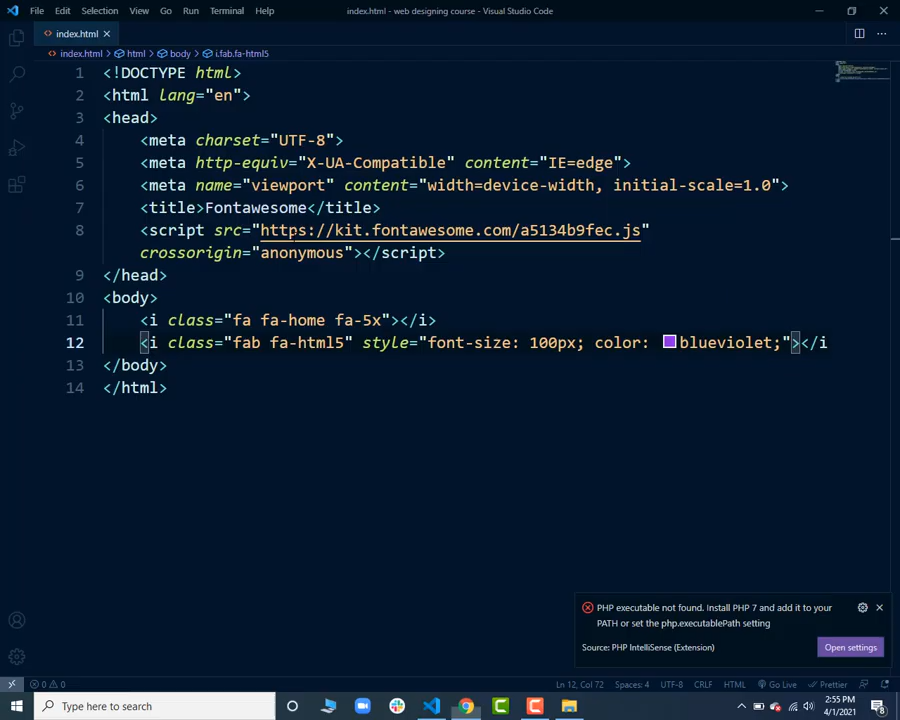 File Edit Selection View Go Run Terminal Help index.html - web designing course - Visual Studio Code
index.html
index.html > html > body > i.fab.fa-html5
1 <!DOCTYPE html>
2 <html lang="en">
3 <head>
4 <meta charset="UTF-8">
5 <meta http-equiv="X-UA-Compatible" content="IE=edge">
6 <meta name="viewport" content="width=device-width, initial-scale=1.0">
7 <title>Fontawesome</title>
8 <script src="https://kit.fontawesome.com/a5134b9fec.js"
crossorigin="anonymous"></script>
9 </head>
10 <body>
11 <i class="fa fa-home fa-5x"></i>
12 <i class="fab fa-html5" style="font-size: 100px; color: blueviolet;"></i
13 </body>
14 </html>
PHP executable not found. Install PHP 7 and add it to your
PATH or set the php.executablePath setting
Source: PHP IntelliSense (Extension) Open settings
0 0 Ln 12, Col 72 Spaces: 4 UTF-8 CRLF HTML Go Live Prettier
Type here to search
2:55 PM
4/1/2021
8